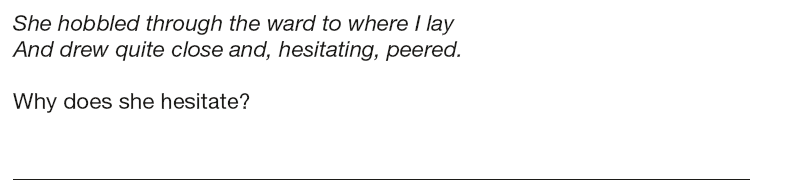 She hobbled through the ward to where I lay
And drew quite close and, hesitating, peered.
Why does she hesitate?